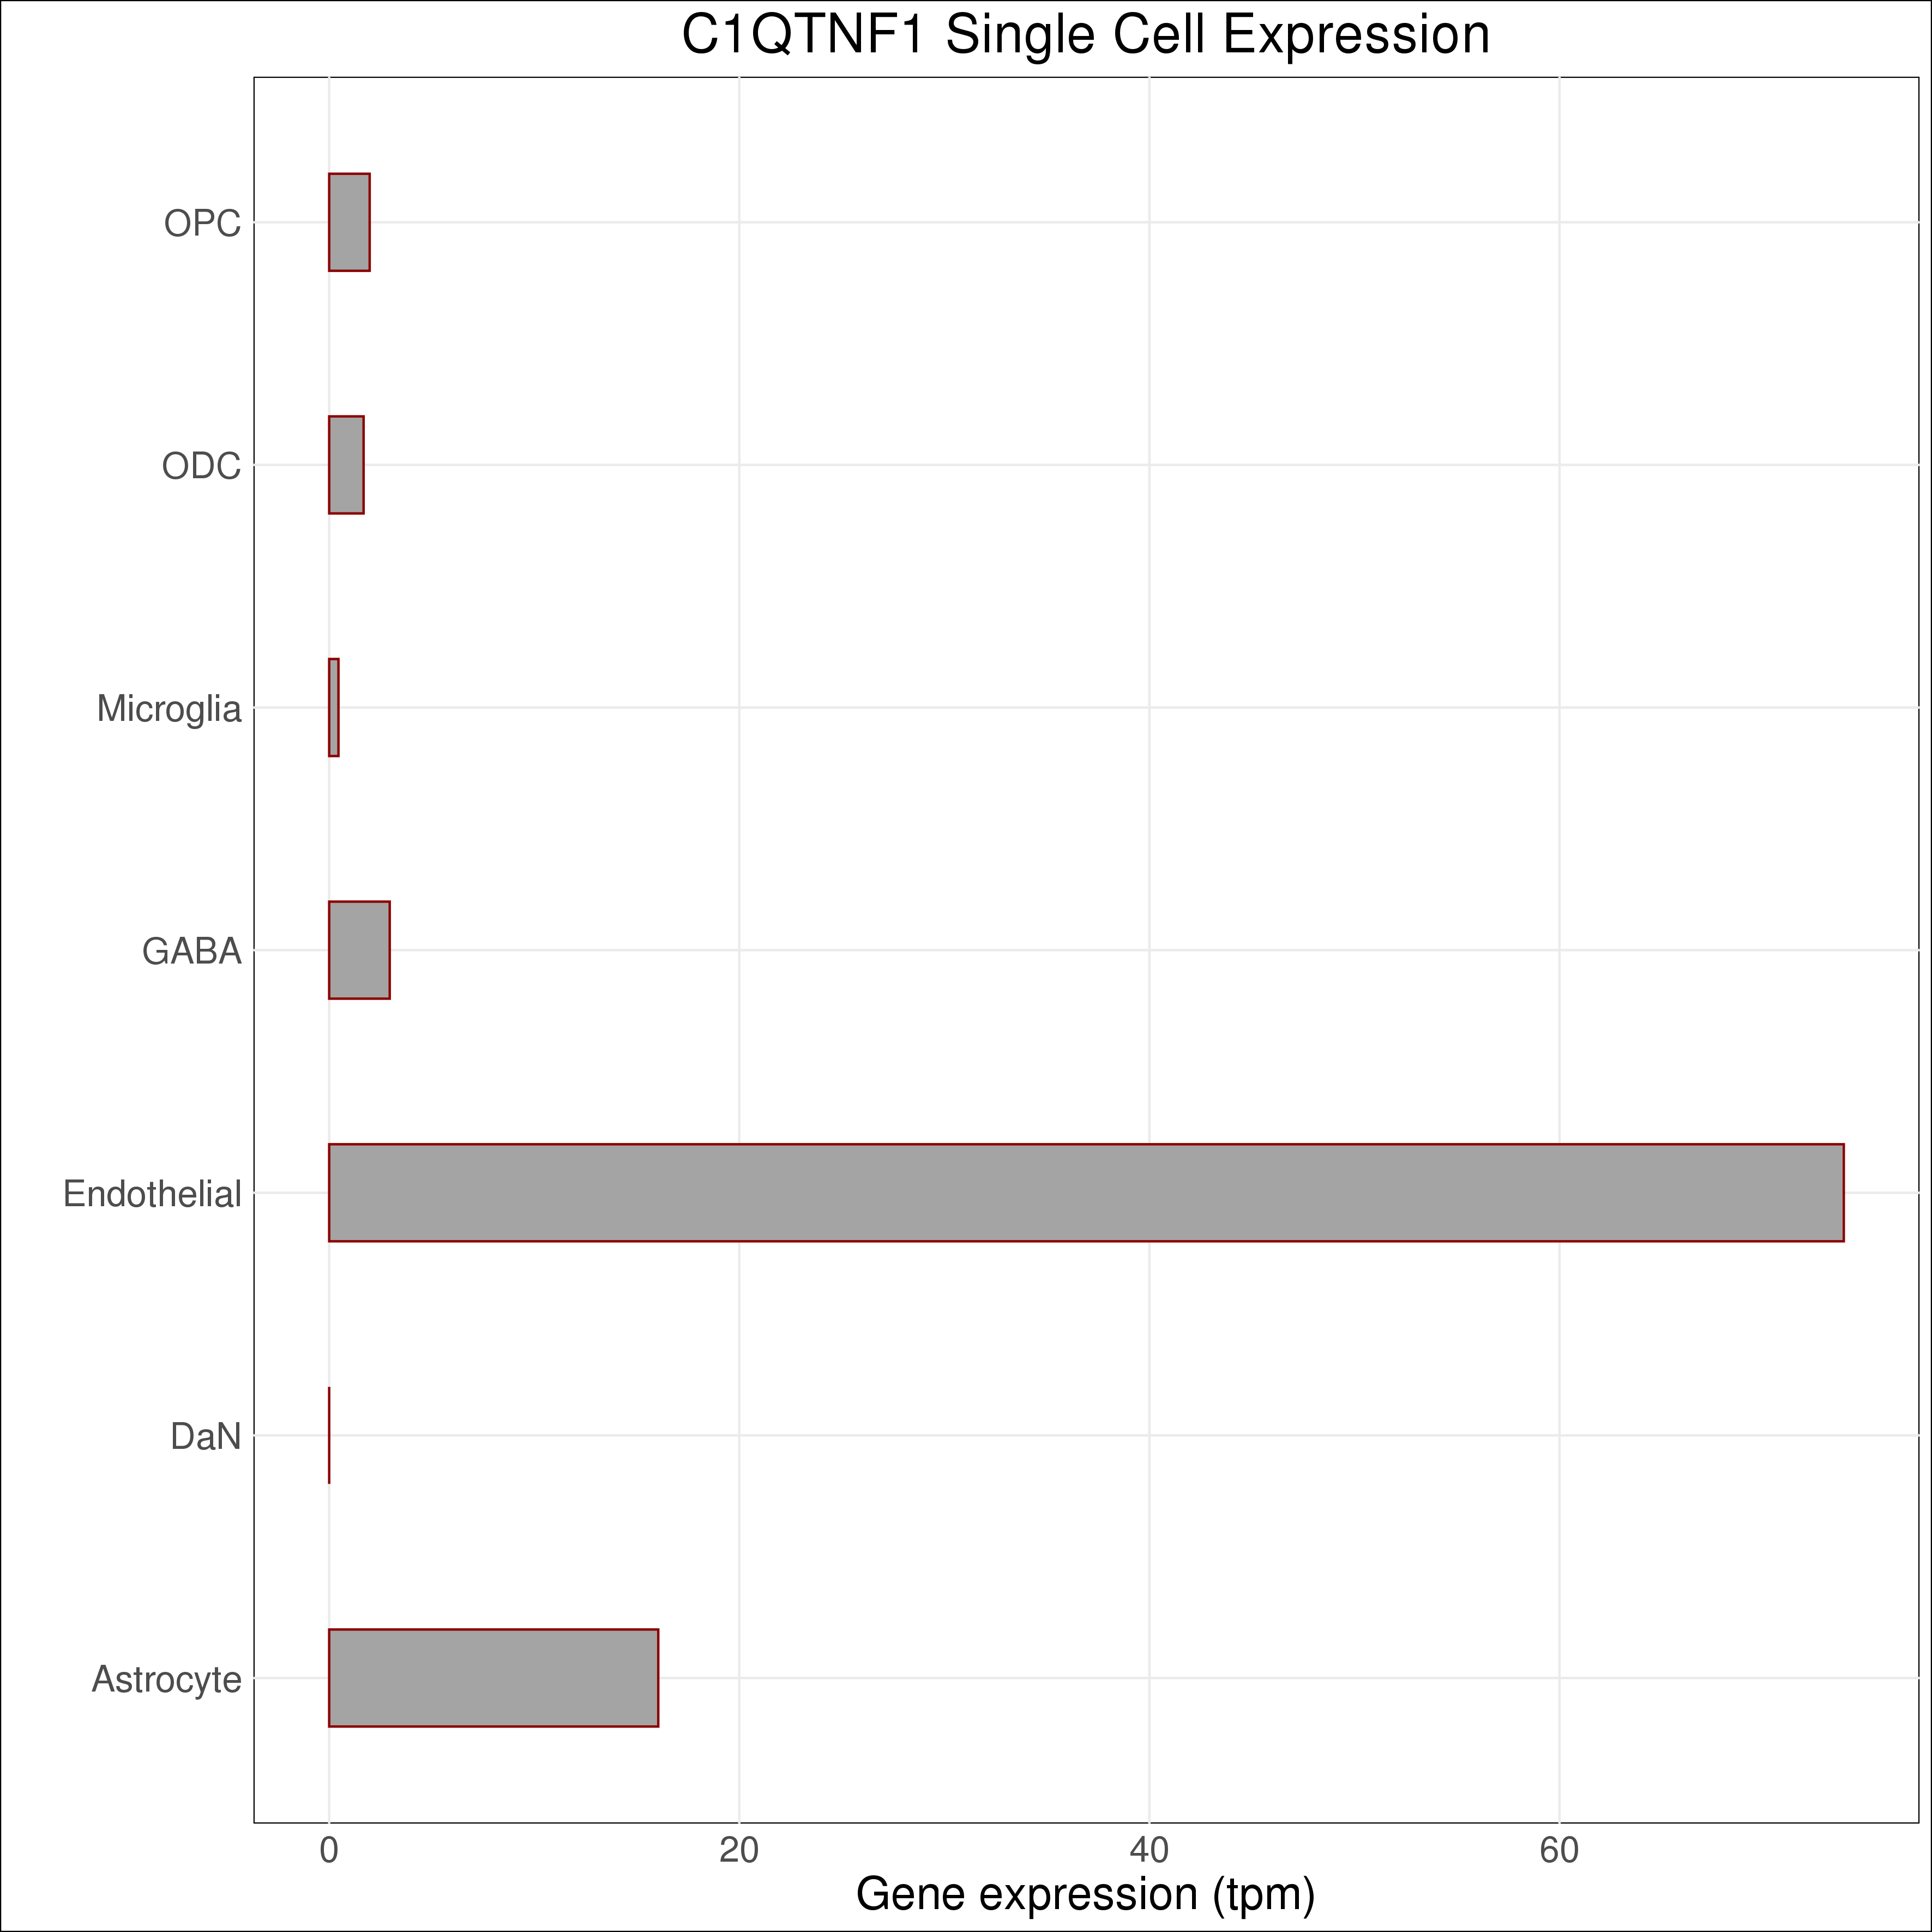 C1QTNF1 Single Cell Expression
OPC
ODC
Microglia
GABA
Endothelial
DaN
Astrocyte
0 20 40 60
Gene expression (tpm)